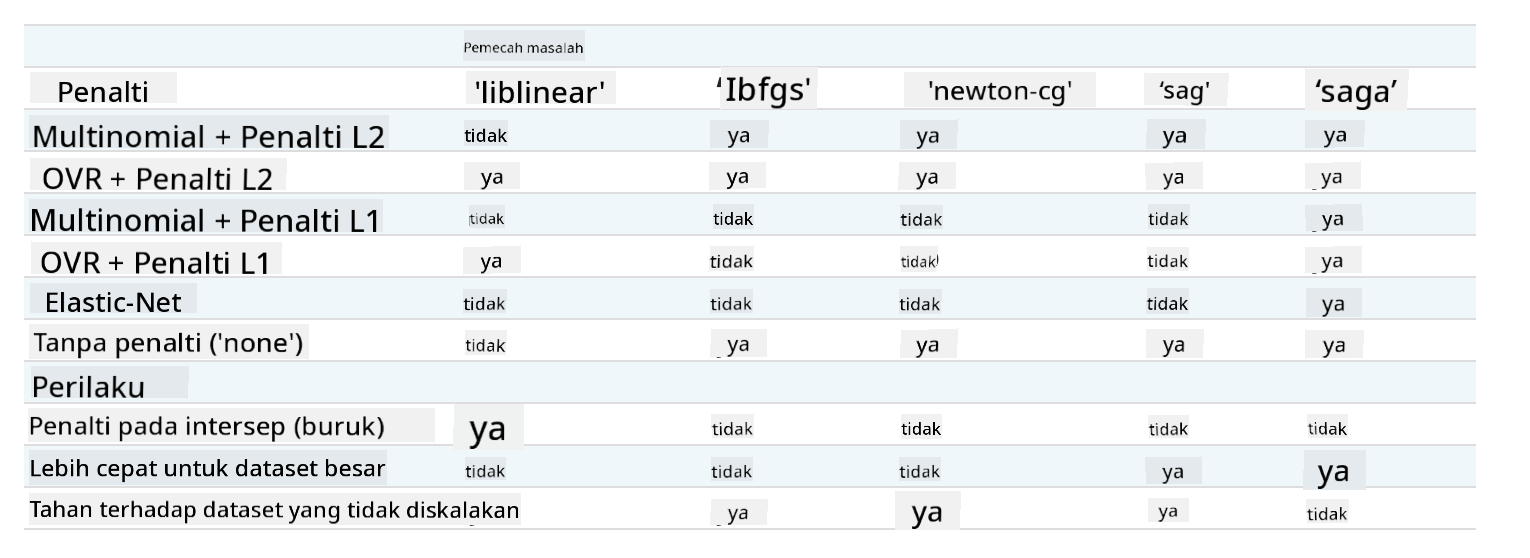 Pemecah masalah
Penalti 'liblinear' ‘Ibfgs' 'newton-cg' ‘sag' ‘saga’
Multinomial + Penalti L2 tidak ya ya ya ya
OVR + Penalti L2 ya ya ya ya ya
Multinomial + Penalti L1 tidak tidak tidak tidak ya
OVR + Penalti L1 ya tidak tidak tidak ya
Elastic-Net tidak tidak tidak tidak ya
Tanpa penalti ('none') tidak ya ya ya ya
Perilaku
Penalti pada intersep (buruk) ya tidak tidak tidak tidak
Lebih cepat untuk dataset besar tidak tidak tidak ya ya
Tahan terhadap dataset yang tidak diskalakan ya ya ya tidak